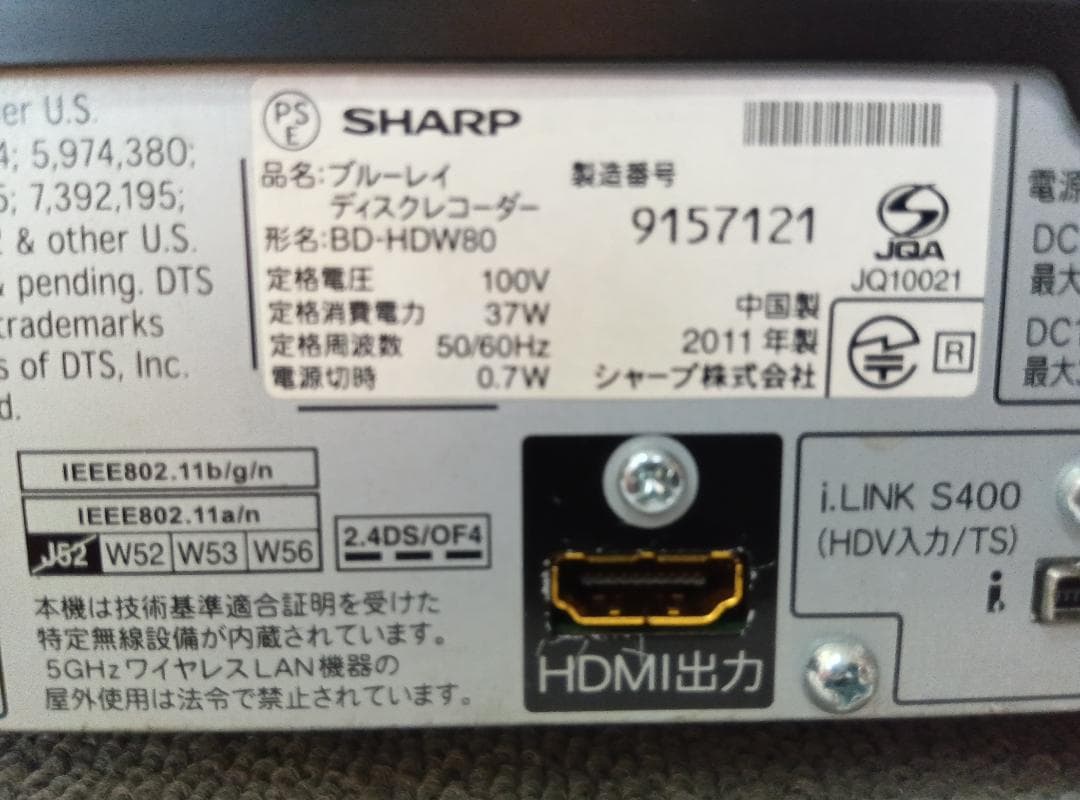 er U.S.
4; 5,974,380;
5; 7,392,195;
& other U.S.
& pending. DTS
trademarks
s of DTS, Inc.
d.
PS
E
SHARP
品名:ブルーレイ
ディスクレコーダー
形名:BD-HDW80
定格電圧 100V
定格消費電力 37W
定格周波数 50/60Hz
電源切時 0.7W
製造番号
9157121
中国製
2011 年製
シャープ株式会社
JQA
JQ10021
R
電源
DC
最大
DC1
最大
IEEE802.11b/g/n
IEEE802.11a/n
J52 W52 W53 W56
2.4DS/OF4
本機は技術基準適合証明を受けた
特定無線設備が内蔵されています。
5GHzワイヤレスLAN機器の
屋外使用は法令で禁止されています。
HDMI出力
i.LINK S400
(HDV入力/TS)
i